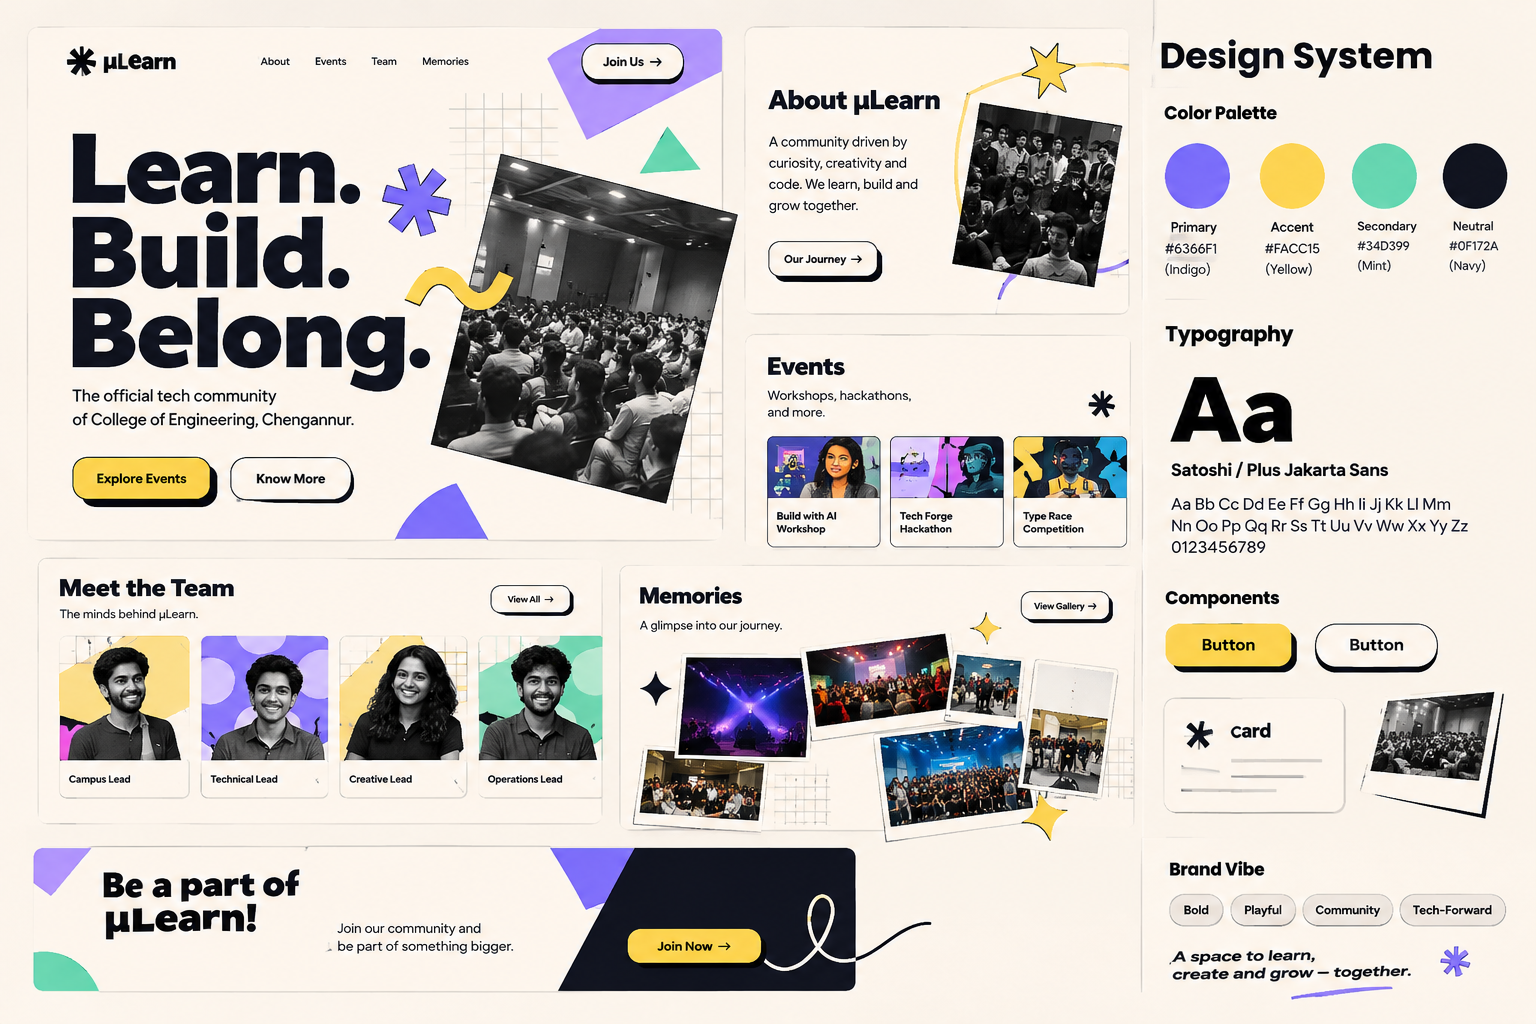 µLearn
About
Events
Team
Memories
Join Us →
Learn.
Build.
Belong.
The official tech community
of College of Engineering, Chengannur.
Explore Events
Know More
About µLearn
A community driven by
curiosity, creativity and
code. We learn, build and
grow together.
Our Journey →
Events
Workshops, hackathons,
and more.
Build with AI
Workshop
Tech Forge
Hackathon
Type Race
Competition
Meet the Team
The minds behind µLearn.
View All →
Campus Lead
Technical Lead
Creative Lead
Operations Lead
Memories
A glimpse into our journey.
View Gallery →
Be a part of
µLearn!
Join our community and
be part of something bigger.
Join Now →
Design System
Color Palette
Primary
#6366F1
(Indigo)
Accent
#FACC15
(Yellow)
Secondary
#34D399
(Mint)
Neutral
#0F172A
(Navy)
Typography
Aa
Satoshi / Plus Jakarta Sans
Aa Bb Cc Dd Ee Ff Gg Hh Ii Jj Kk Ll Mm
Nn Oo Pp Qq Rr Ss Tt Uu Vv Ww Xx Yy Zz
0123456789
Components
Button
Button
Card
Brand Vibe
Bold
Playful
Community
Tech-Forward
A space to learn,
create and grow — together.